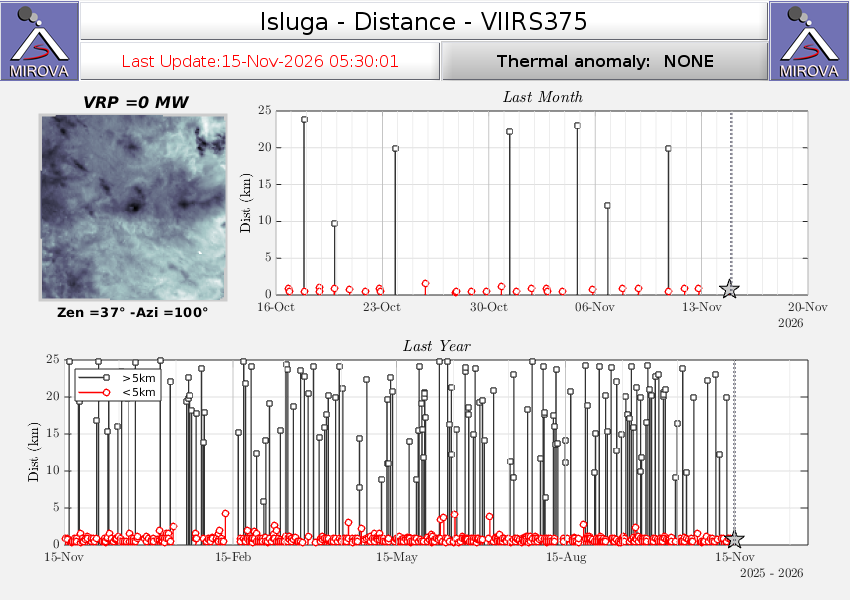 Isluga - Distance - VIIRS375
MIROVA
MIROVA
Last Update:15-Nov-2026 05:30:01
Thermal anomaly: NONE
VRP =0 MW
Zen =37° -Azi =100°
Last Month
Dist (km)
25
20
15
10
5
0
16-Oct 23-Oct 30-Oct 06-Nov 13-Nov 20-Nov
2026
Last Year
Dist (km)
25
20
15
10
5
0
>5km
<5km
15-Nov 15-Feb 15-May 15-Aug 15-Nov
2025 - 2026